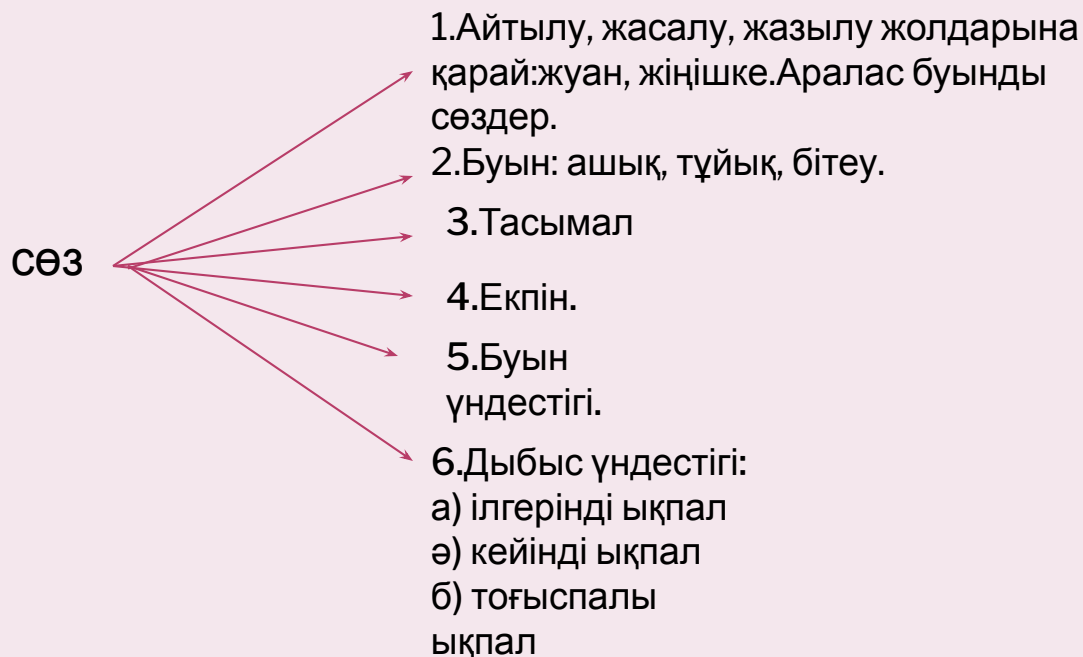 1.Айтылу, жасалу, жазылу жолдарына
қарай:жуан, жіңішке.Аралас буынды
сөздер.
2.Буын: ашық, тұйық, бітеу.
3.Тасымал
сөз
4.Екпін.
5.Буын
үндестігі.
6.Дыбыс үндестігі:
а) ілгерінді ықпал
ә) кейінді ықпал
б) тоғыспалы
ықпал